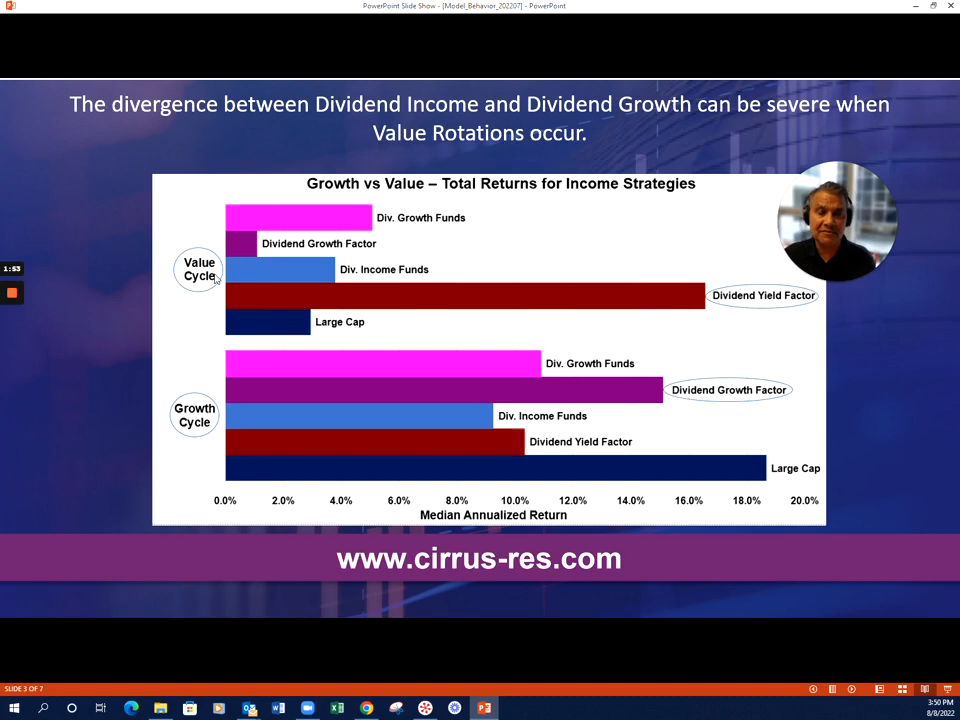 PowerPoint Slide Show - [Model_Behavior_202207] - PowerPoint
The divergence between Dividend Income and Dividend Growth can be severe when
Value Rotations occur.
Growth vs Value – Total Returns for Income Strategies
Div. Growth Funds
Dividend Growth Factor
Value
Cycle
Div. Income Funds
Dividend Yield Factor
Large Cap
Div. Growth Funds
Dividend Growth Factor
Growth
Cycle
Div. Income Funds
Dividend Yield Factor
Large Cap
0.0% 2.0% 4.0% 6.0% 8.0% 10.0% 12.0% 14.0% 16.0% 18.0% 20.0%
Median Annualized Return
1:53
www.cirrus-res.com
SLIDE 3 OF 7
3:50 PM
8/8/2022